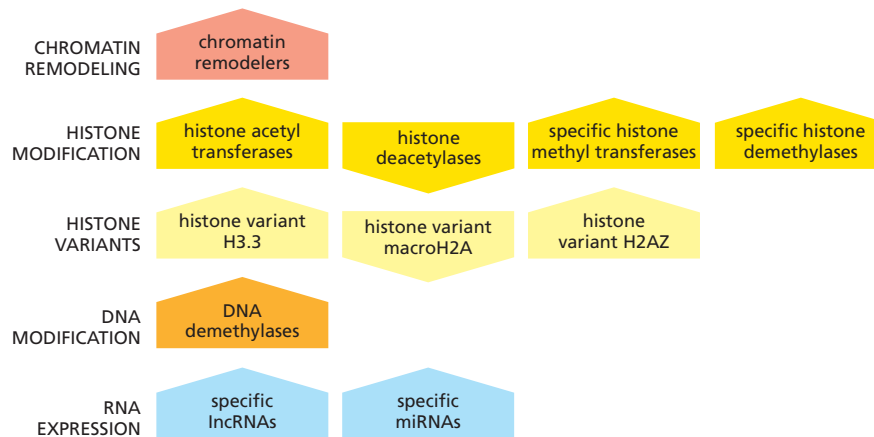 CHROMATIN
REMODELING
chromatin
remodelers
HISTONE
MODIFICATION
histone acetyl
transferases
histone
deacetylases
specific histone
methyl transferases
specific histone
demethylases
HISTONE
VARIANTS
histone variant
H3.3
histone variant
macroH2A
histone
variant H2AZ
DNA
MODIFICATION
DNA
demethylases
RNA
EXPRESSION
specific
lncRNAs
specific
miRNAs